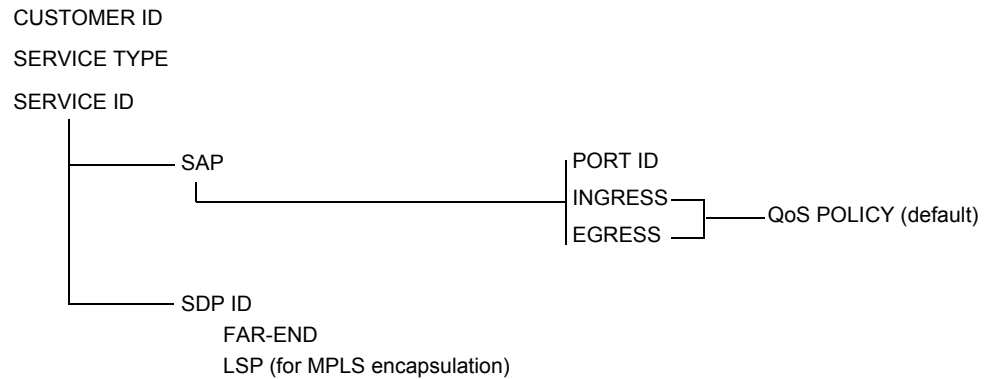 CUSTOMER ID
SERVICE TYPE
SERVICE ID
SAP
PORT ID
INGRESS
EGRESS
QoS POLICY (default)
SDP ID
FAR-END
LSP (for MPLS encapsulation)